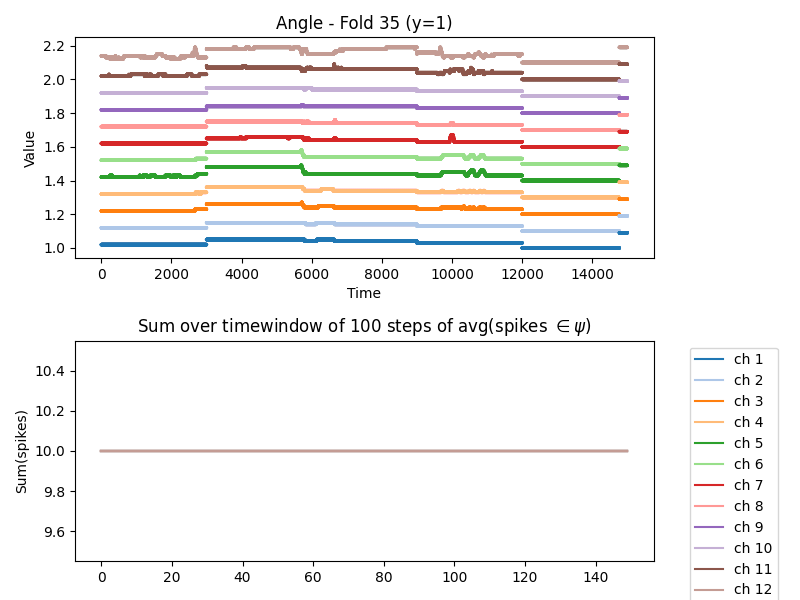 Angle - Fold 35 (y=1)
2.2
2.0
1.8
1.6
1.4
1.2
1.0
Value
0 2000 4000 6000 8000 10000 12000 14000
Time
Sum over timewindow of 100 steps of avg(spikes ∈ ψ)
10.4
10.2
10.0
9.8
9.6
Sum(spikes)
0 20 40 60 80 100 120 140
ch 1
ch 2
ch 3
ch 4
ch 5
ch 6
ch 7
ch 8
ch 9
ch 10
ch 11
ch 12